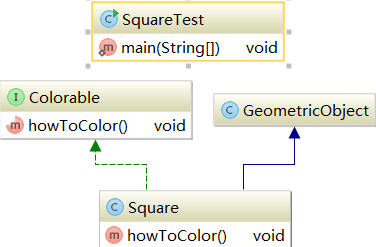 SquareTest
main(String[]) void
Colorable
howToColor() void
GeometricObject
Square
howToColor() void